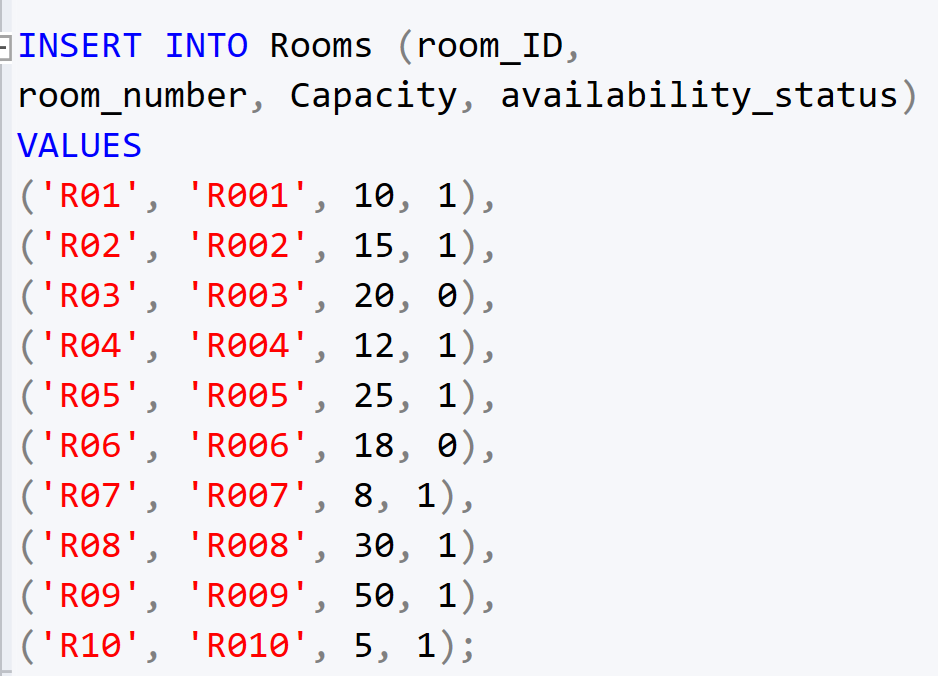 INSERT INTO Rooms (room_ID,
room_number, Capacity, availability_status)
VALUES
('R01', 'R001', 10, 1),
('R02', 'R002', 15, 1),
('R03', 'R003', 20, 0),
('R04', 'R004', 12, 1),
('R05', 'R005', 25, 1),
('R06', 'R006', 18, 0),
('R07', 'R007', 8, 1),
('R08', 'R008', 30, 1),
('R09', 'R009', 50, 1),
('R10', 'R010', 5, 1);